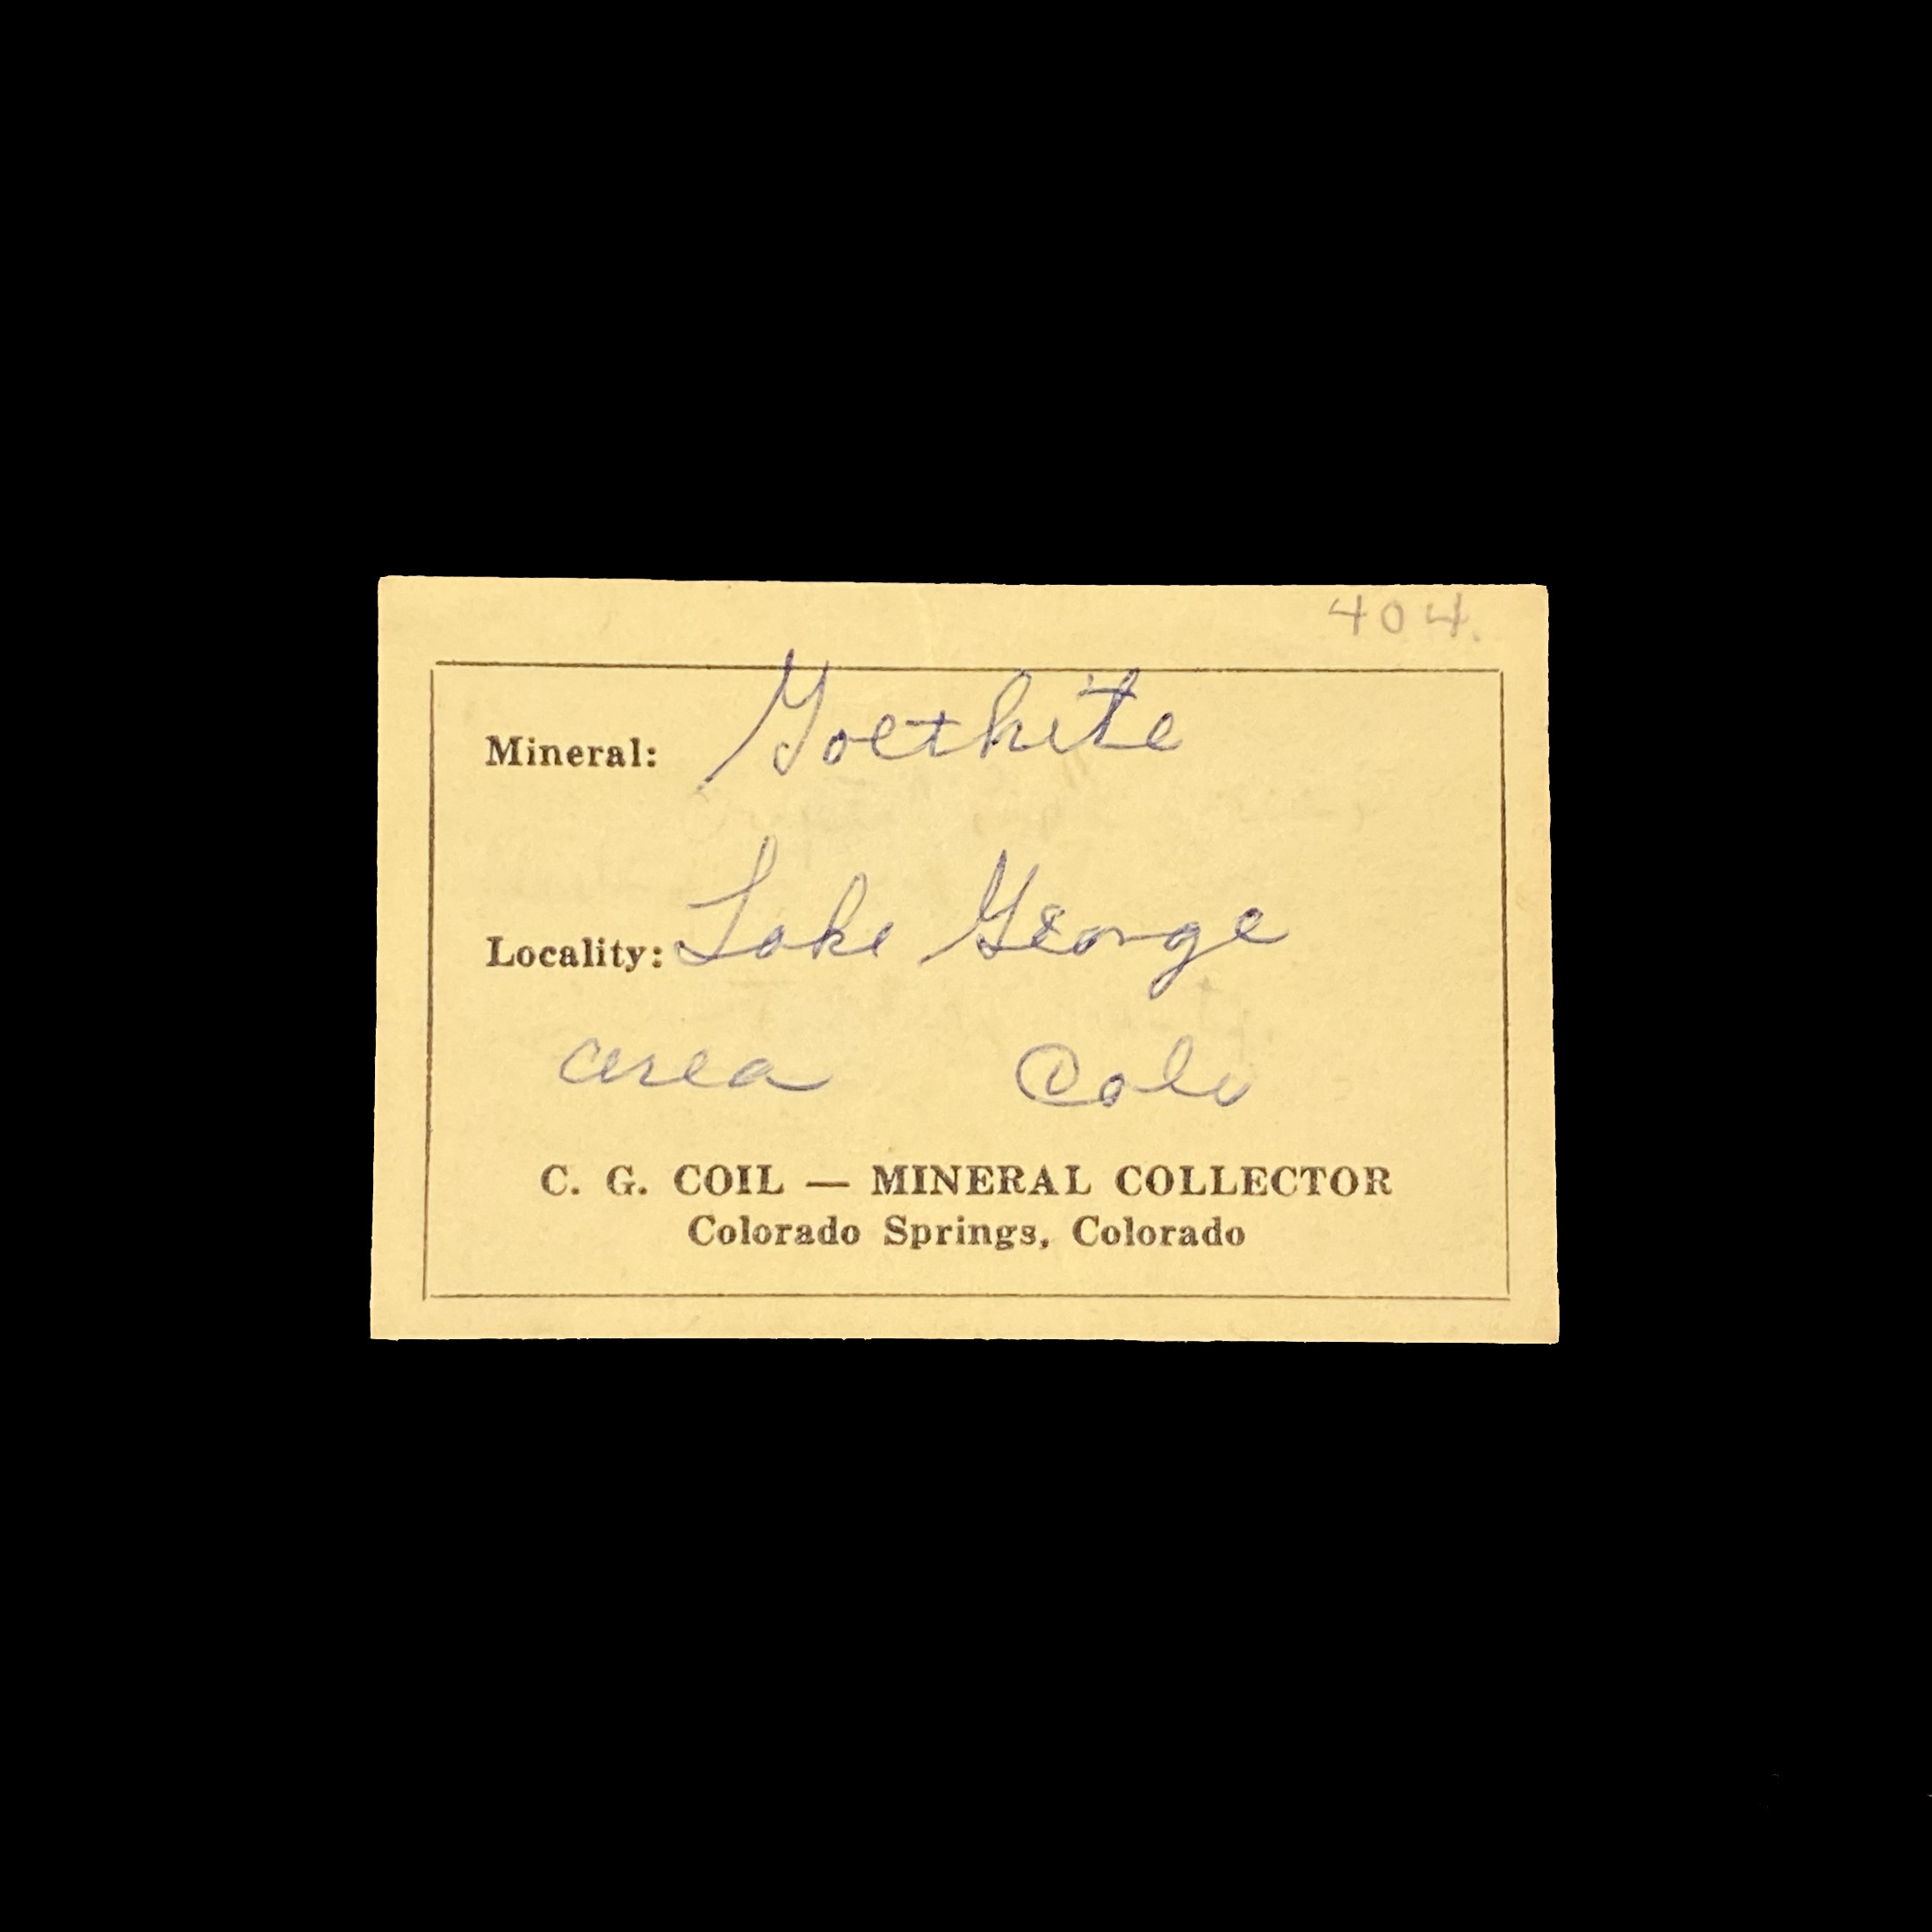 404.
Mineral: Goethite
Locality: Lake George
area Colo
C. G. COIL — MINERAL COLLECTOR
Colorado Springs, Colorado